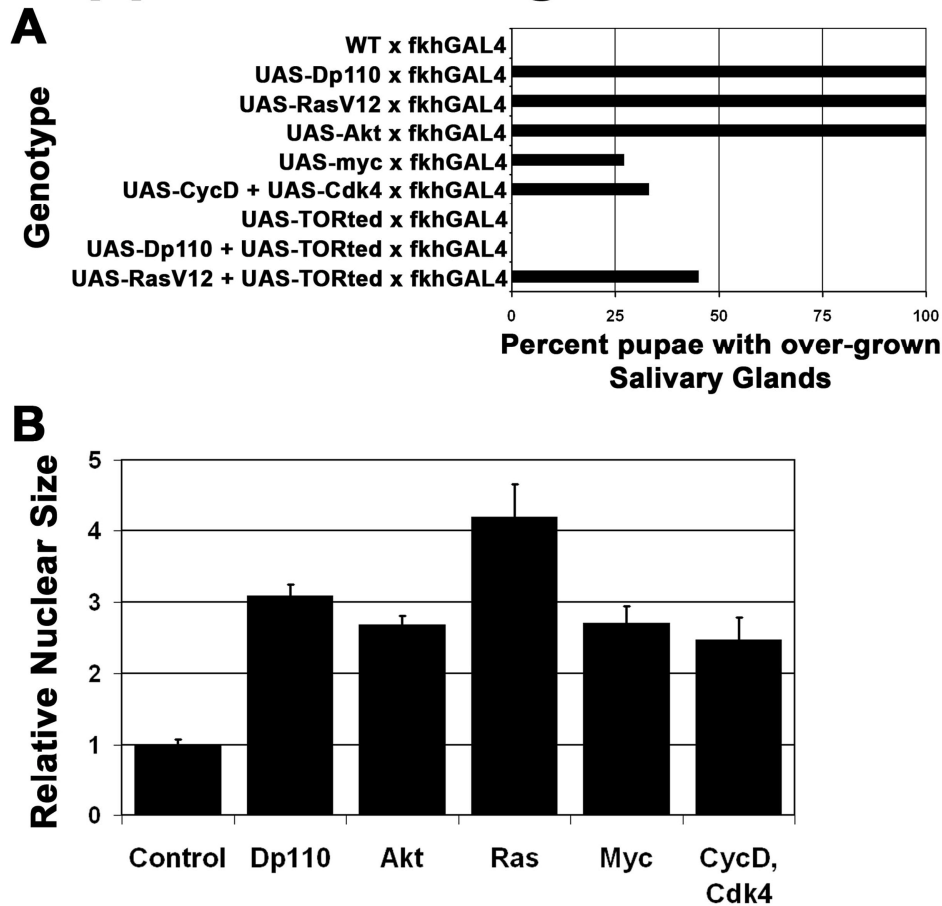 A
Genotype
WT x fkhGAL4
UAS-Dp110 x fkhGAL4
UAS-RasV12 x fkhGAL4
UAS-Akt x fkhGAL4
UAS-myc x fkhGAL4
UAS-CycD + UAS-Cdk4 x fkhGAL4
UAS-TORted x fkhGAL4
UAS-Dp110 + UAS-TORted x fkhGAL4
UAS-RasV12 + UAS-TORted x fkhGAL4
0 25 50 75 100
Percent pupae with over-grown
Salivary Glands
B
Relative Nuclear Size
5
4
3
2
1
0
Control Dp110 Akt Ras Myc CycD,
Cdk4